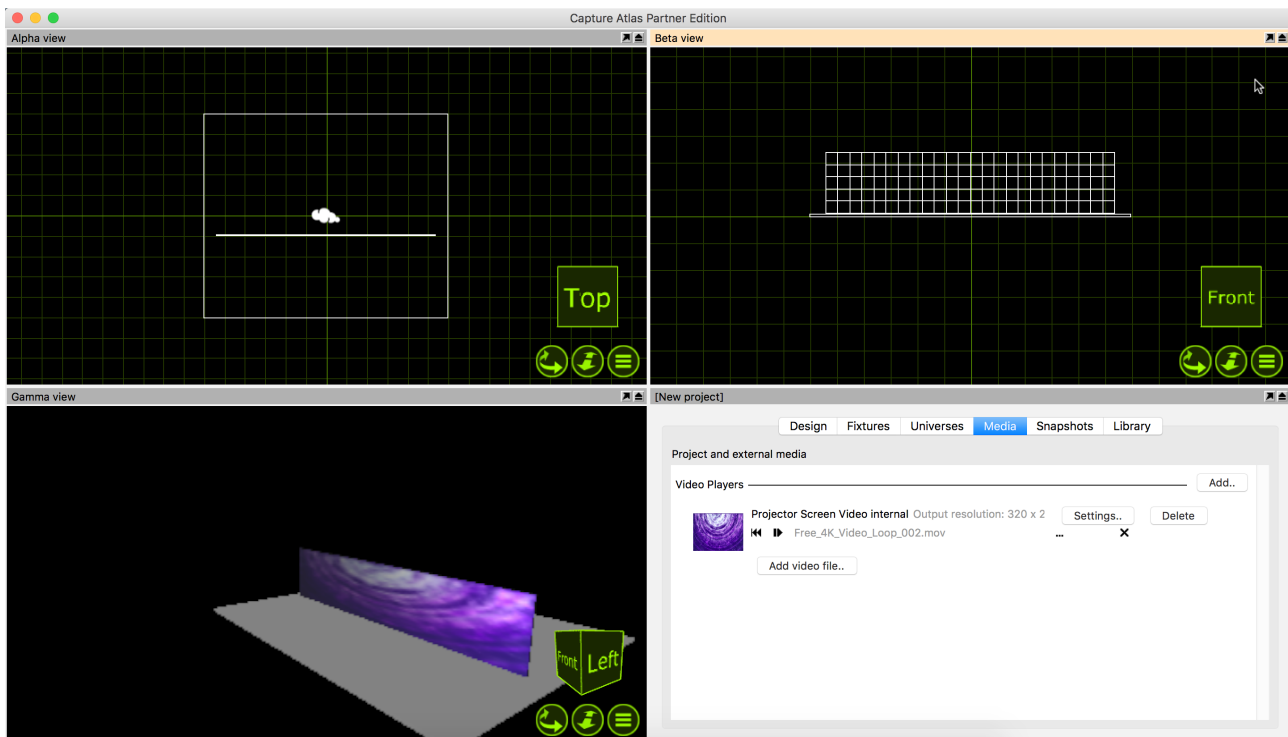 Capture Atlas Partner Edition
Alpha view
Beta view
Top
Front
Gamma view
[New project]
Design Fixtures Universes Media Snapshots Library
Project and external media
Video Players Add..
Projector Screen Video internal Output resolution: 320 x 2 Settings.. Delete
Free_4K_Video_Loop_002.mov ...
Add video file..
Front Left